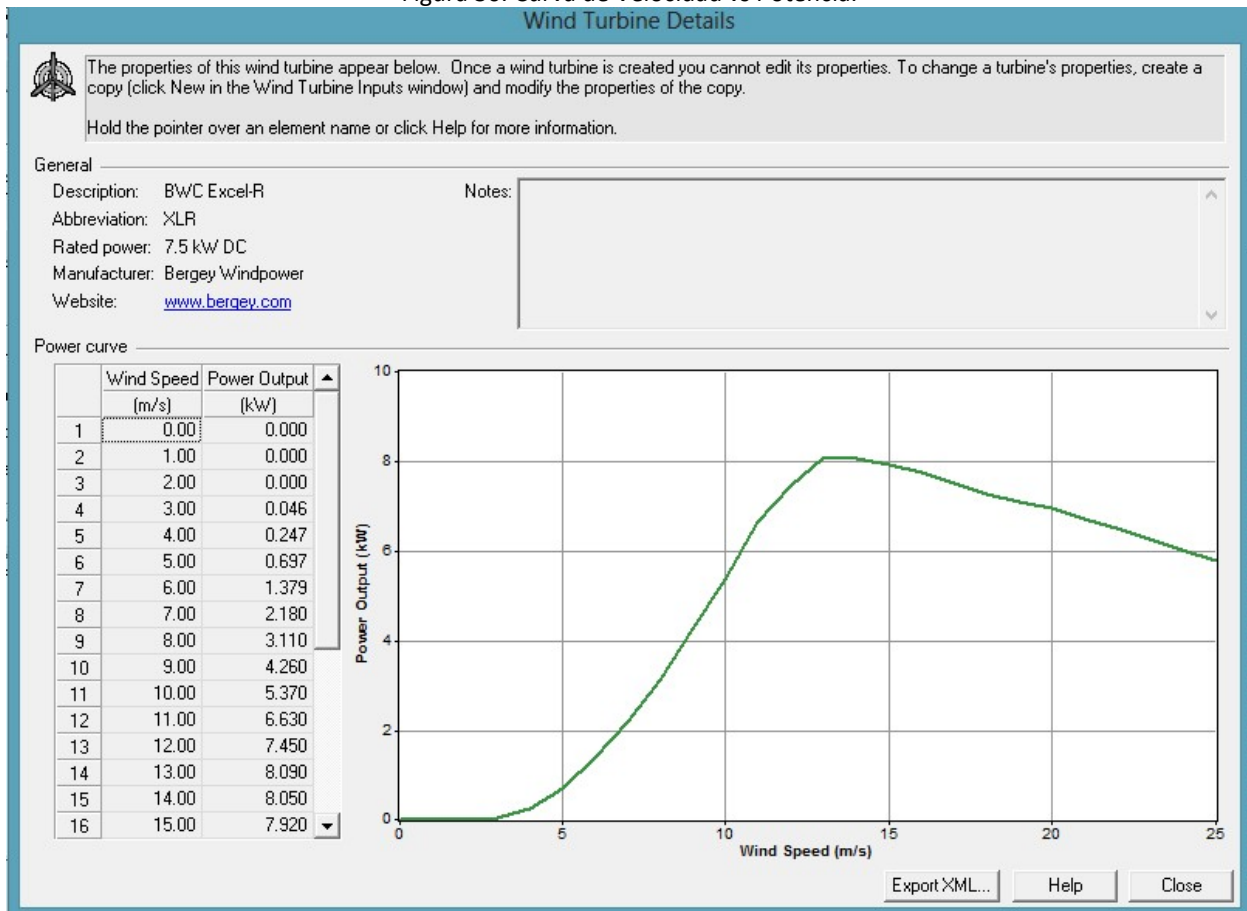 Wind Turbine Details
The properties of this wind turbine appear below. Once a wind turbine is created you cannot edit its properties. To change a turbine's properties, create a
copy (click New in the Wind Turbine Inputs window) and modify the properties of the copy.
Hold the pointer over an element name or click Help for more information.
General
Description: BWC Excel-R
Notes:
Abbreviation: XLR
Rated power: 7.5 kW DC
Manufacturer: Bergey Windpower
Website: www.bergey.com
Power curve
Wind Speed Power Output
(m/s) (kW)
1 0.00 0.000
2 1.00 0.000
3 2.00 0.000
4 3.00 0.046
5 4.00 0.247
6 5.00 0.697
7 6.00 1.379
8 7.00 2.180
9 8.00 3.110
10 9.00 4.260
11 10.00 5.370
12 11.00 6.630
13 12.00 7.450
14 13.00 8.090
15 14.00 8.050
16 15.00 7.920
Power Output (kW)
10
8
6
4
2
0
0 5 10 15 20 25
Wind Speed (m/s)
Export XML... Help Close